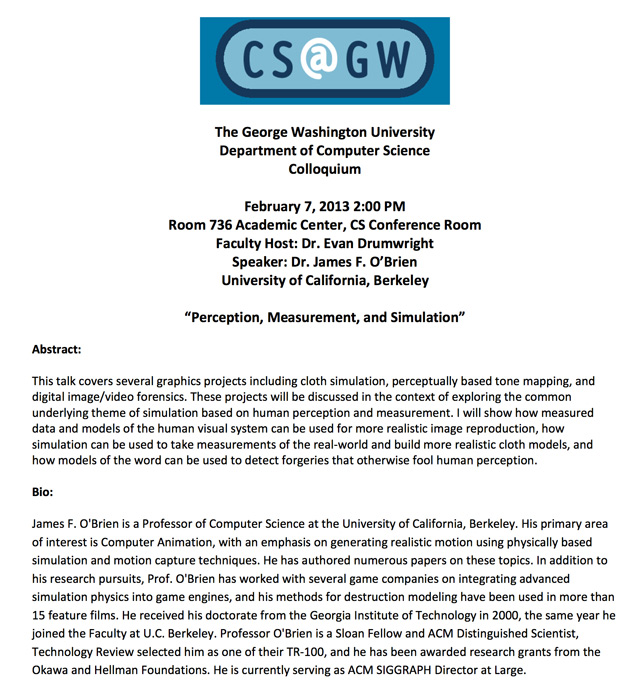 CS@GW
The George Washington University
Department of Computer Science
Colloquium
February 7, 2013 2:00 PM
Room 736 Academic Center, CS Conference Room
Faculty Host: Dr. Evan Drumwright
Speaker: Dr. James F. O’Brien
University of California, Berkeley
“Perception, Measurement, and Simulation”
Abstract:
This talk covers several graphics projects including cloth simulation, perceptually based tone mapping, and
digital image/video forensics. These projects will be discussed in the context of exploring the common
underlying theme of simulation based on human perception and measurement. I will show how measured
data and models of the human visual system can be used for more realistic image reproduction, how
simulation can be used to take measurements of the real-world and build more realistic cloth models, and
how models of the word can be used to detect forgeries that otherwise fool human perception.
Bio:
James F. O'Brien is a Professor of Computer Science at the University of California, Berkeley. His primary area
of interest is Computer Animation, with an emphasis on generating realistic motion using physically based
simulation and motion capture techniques. He has authored numerous papers on these topics. In addition to
his research pursuits, Prof. O'Brien has worked with several game companies on integrating advanced
simulation physics into game engines, and his methods for destruction modeling have been used in more than
15 feature films. He received his doctorate from the Georgia Institute of Technology in 2000, the same year he
joined the Faculty at U.C. Berkeley. Professor O'Brien is a Sloan Fellow and ACM Distinguished Scientist,
Technology Review selected him as one of their TR-100, and he has been awarded research grants from the
Okawa and Hellman Foundations. He is currently serving as ACM SIGGRAPH Director at Large.